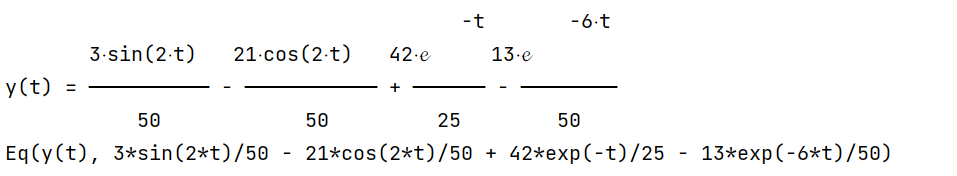 -t       -6⋅t
       3⋅sin(2⋅t)   21⋅cos(2⋅t)   42⋅ℯ     13⋅ℯ
y(t) = ────────── - ─────────── + ────── - ────────
           50           50          25        50
Eq(y(t), 3*sin(2*t)/50 - 21*cos(2*t)/50 + 42*exp(-t)/25 - 13*exp(-6*t)/50)